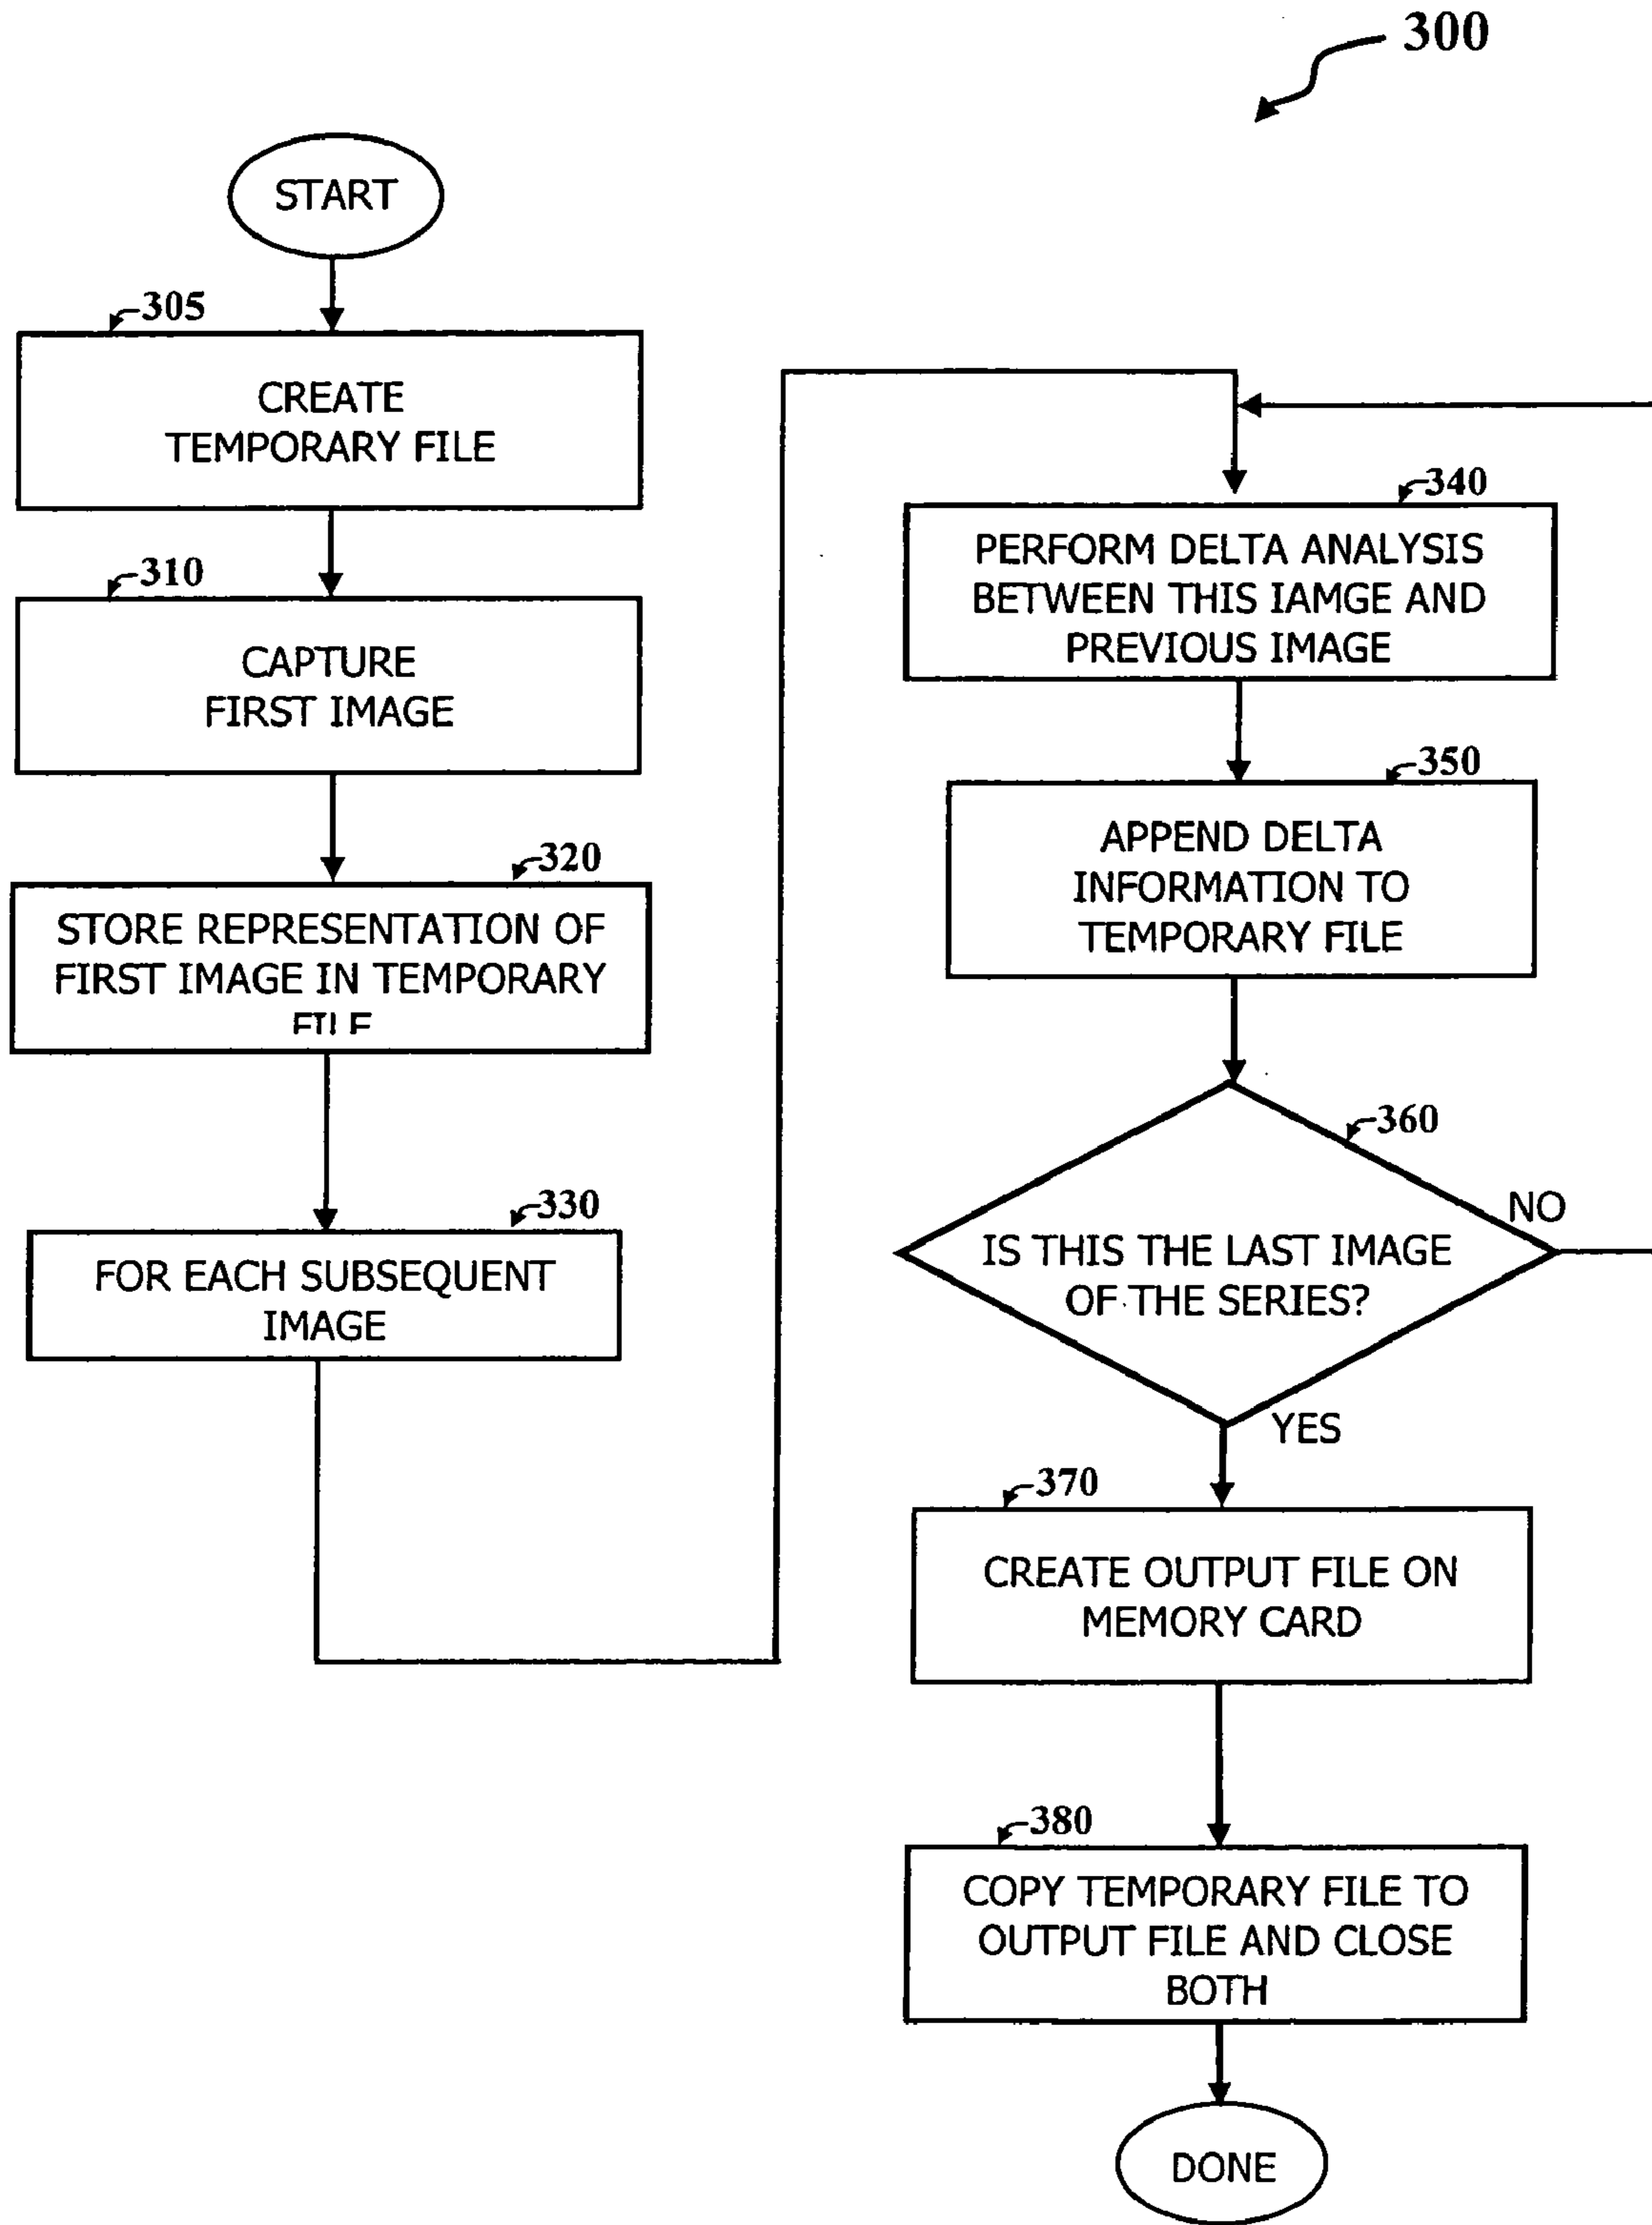 300
START
305
CREATE
TEMPORARY FILE
310
CAPTURE
FIRST IMAGE
320
STORE REPRESENTATION OF
FIRST IMAGE IN TEMPORARY
FILE
330
FOR EACH SUBSEQUENT
IMAGE
340
PERFORM DELTA ANALYSIS
BETWEEN THIS IAMGE AND
PREVIOUS IMAGE
350
APPEND DELTA
INFORMATION TO
TEMPORARY FILE
360
IS THIS THE LAST IMAGE
OF THE SERIES?
NO
YES
370
CREATE OUTPUT FILE ON
MEMORY CARD
380
COPY TEMPORARY FILE TO
OUTPUT FILE AND CLOSE
BOTH
DONE